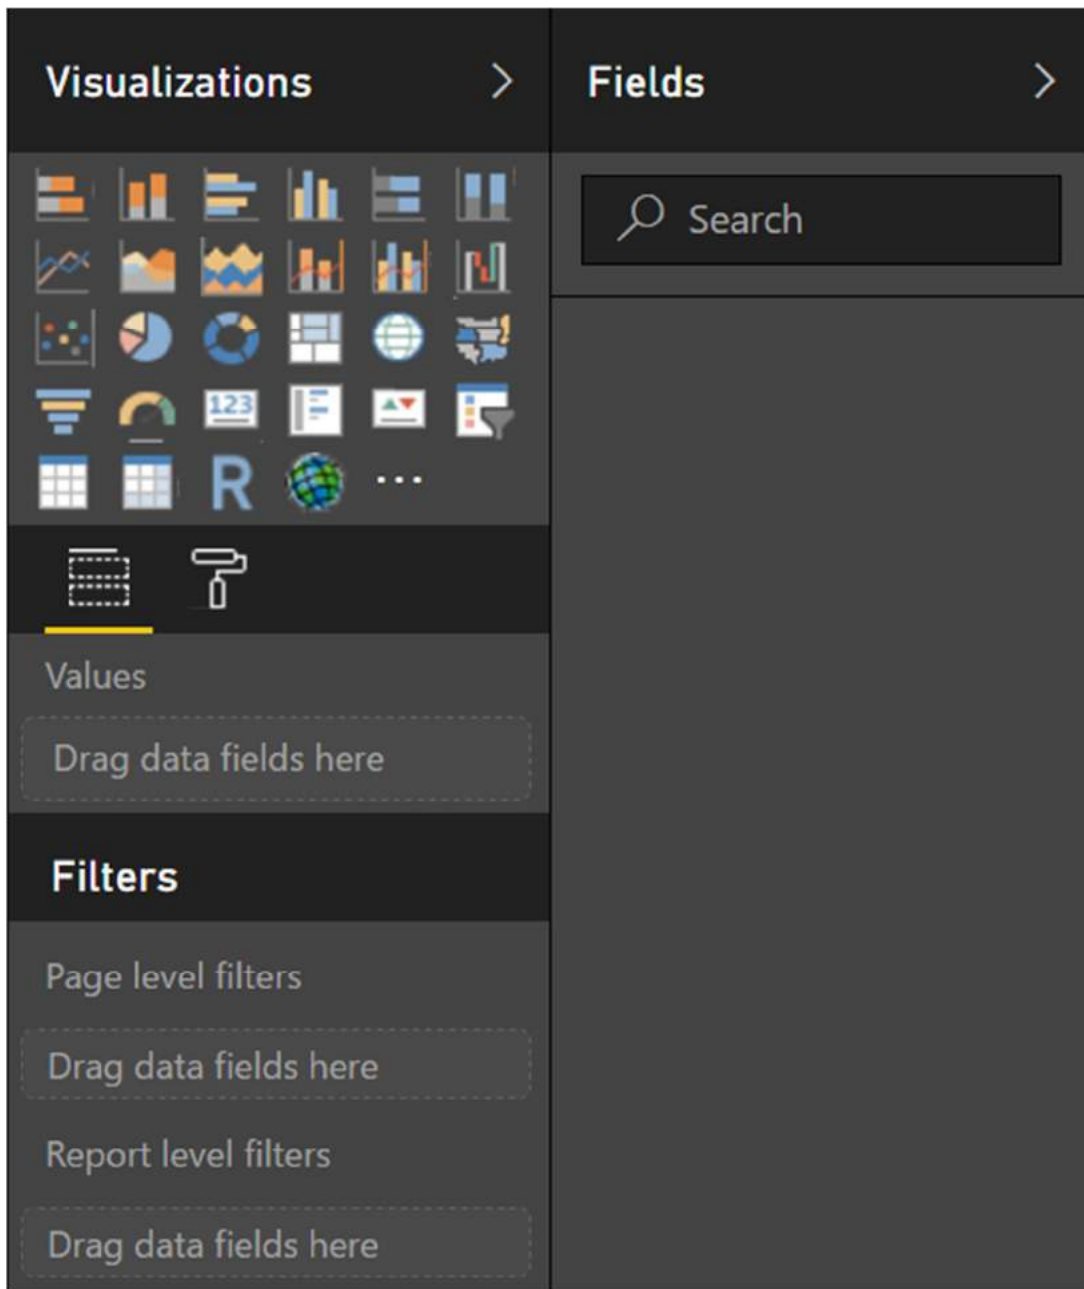 Visualizations
Fields
Search
123
R
Values
Drag data fields here
Filters
Page level filters
Drag data fields here
Report level filters
Drag data fields here